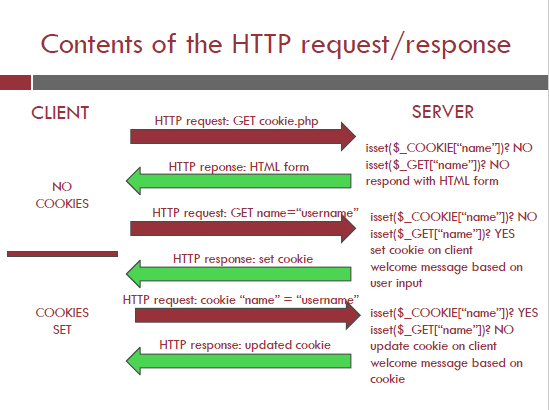 Contents of the HTTP request/response
CLIENT
SERVER
HTTP request: GET cookie.php
isset($_COOKIE["name"])? NO
isset($_GET["name"])? NO
respond with HTML form
HTTP reponse: HTML form
NO
COOKIES
HTTP request: GET name="username"
isset($_COOKIE["name"])? NO
isset($_GET["name"])? YES
set cookie on client
welcome message based on
user input
HTTP response: set cookie
HTTP request: cookie "name" = "username"
COOKIES
SET
isset($_COOKIE["name"])? YES
isset($_GET["name"])? NO
update cookie on client
welcome message based on
cookie
HTTP response: updated cookie